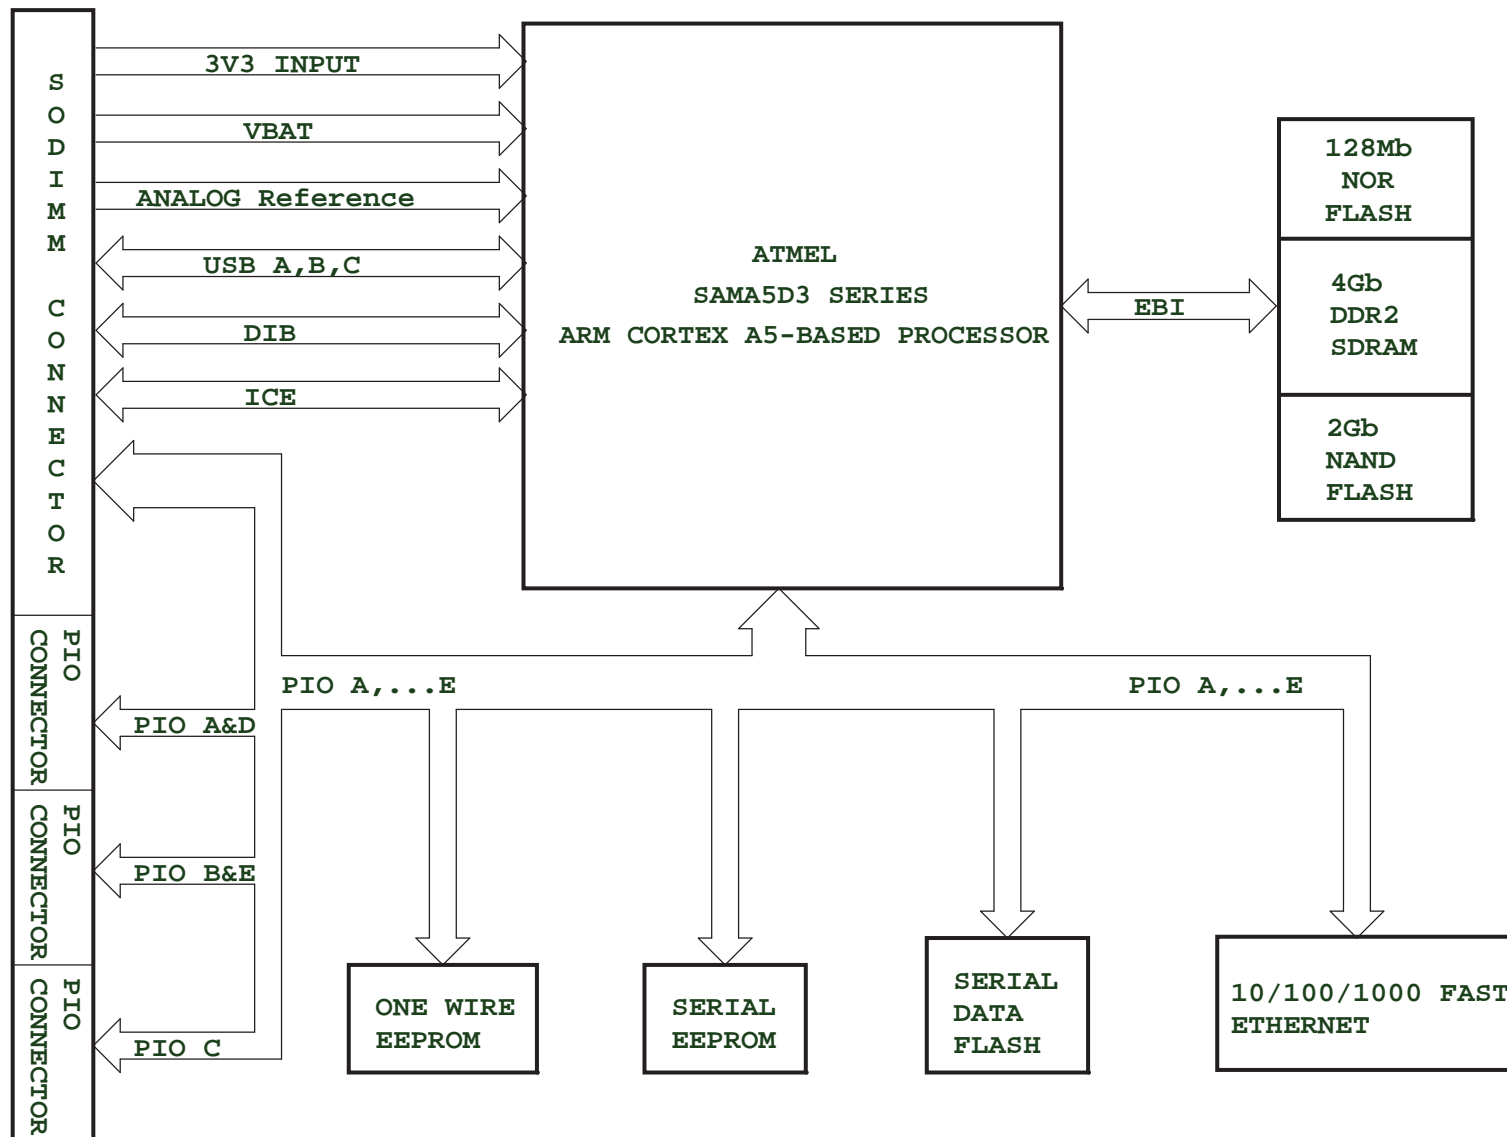 SODIMM CONNECTOR
3V3 INPUT
VBAT
ANALOG Reference
USB A,B,C
DIB
ICE
ATMEL
SAMA5D3 SERIES
ARM CORTEX A5-BASED PROCESSOR
EBI
128Mb
NOR
FLASH
4Gb
DDR2
SDRAM
2Gb
NAND
FLASH
PIO
CONNECTOR
PIO A&D
PIO
CONNECTOR
PIO B&E
PIO
CONNECTOR
PIO C
PIO A,...E
PIO A,...E
ONE WIRE
EEPROM
SERIAL
EEPROM
SERIAL
DATA
FLASH
10/100/1000 FAST
ETHERNET